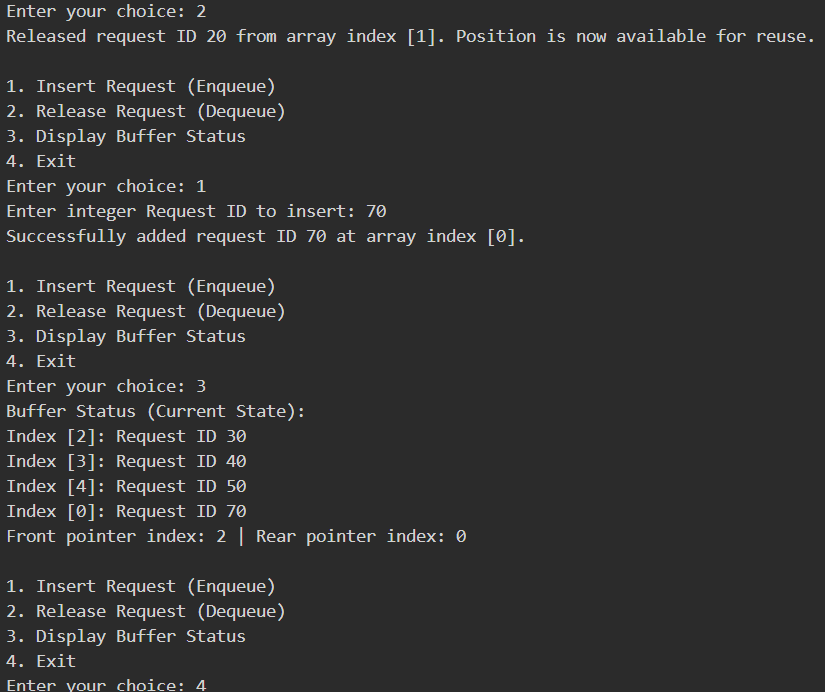 Enter your choice: 2
Released request ID 20 from array index [1]. Position is now available for reuse.
1. Insert Request (Enqueue)
2. Release Request (Dequeue)
3. Display Buffer Status
4. Exit
Enter your choice: 1
Enter integer Request ID to insert: 70
Successfully added request ID 70 at array index [0].
1. Insert Request (Enqueue)
2. Release Request (Dequeue)
3. Display Buffer Status
4. Exit
Enter your choice: 3
Buffer Status (Current State):
Index [2]: Request ID 30
Index [3]: Request ID 40
Index [4]: Request ID 50
Index [0]: Request ID 70
Front pointer index: 2 | Rear pointer index: 0
1. Insert Request (Enqueue)
2. Release Request (Dequeue)
3. Display Buffer Status
4. Exit
Enter your choice: 4